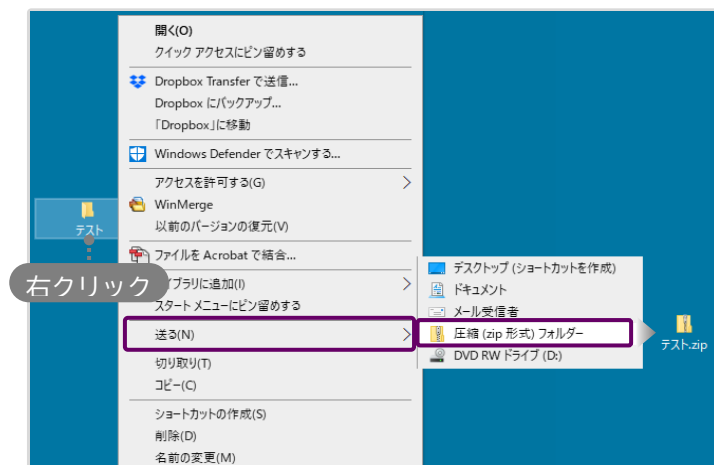 開く(O)
クイック アクセスにピン留めする
Dropbox Transfer で送信...
Dropbox にバックアップ...
「Dropbox」に移動
Windows Defender でスキャンする...
アクセスを許可する(G)
WinMerge
以前のバージョンの復元(V)
テスト
ファイルを Acrobat で結合...
右クリック
イブラリに追加(I)
スタート メニューにピン留めする
送る(N)
切り取り(T)
コピー(C)
ショートカットの作成(S)
削除(D)
名前の変更(M)
デスクトップ (ショートカットを作成)
ドキュメント
メール受信者
圧縮 (zip 形式) フォルダー
DVD RW ドライブ (D:)
テスト.zip